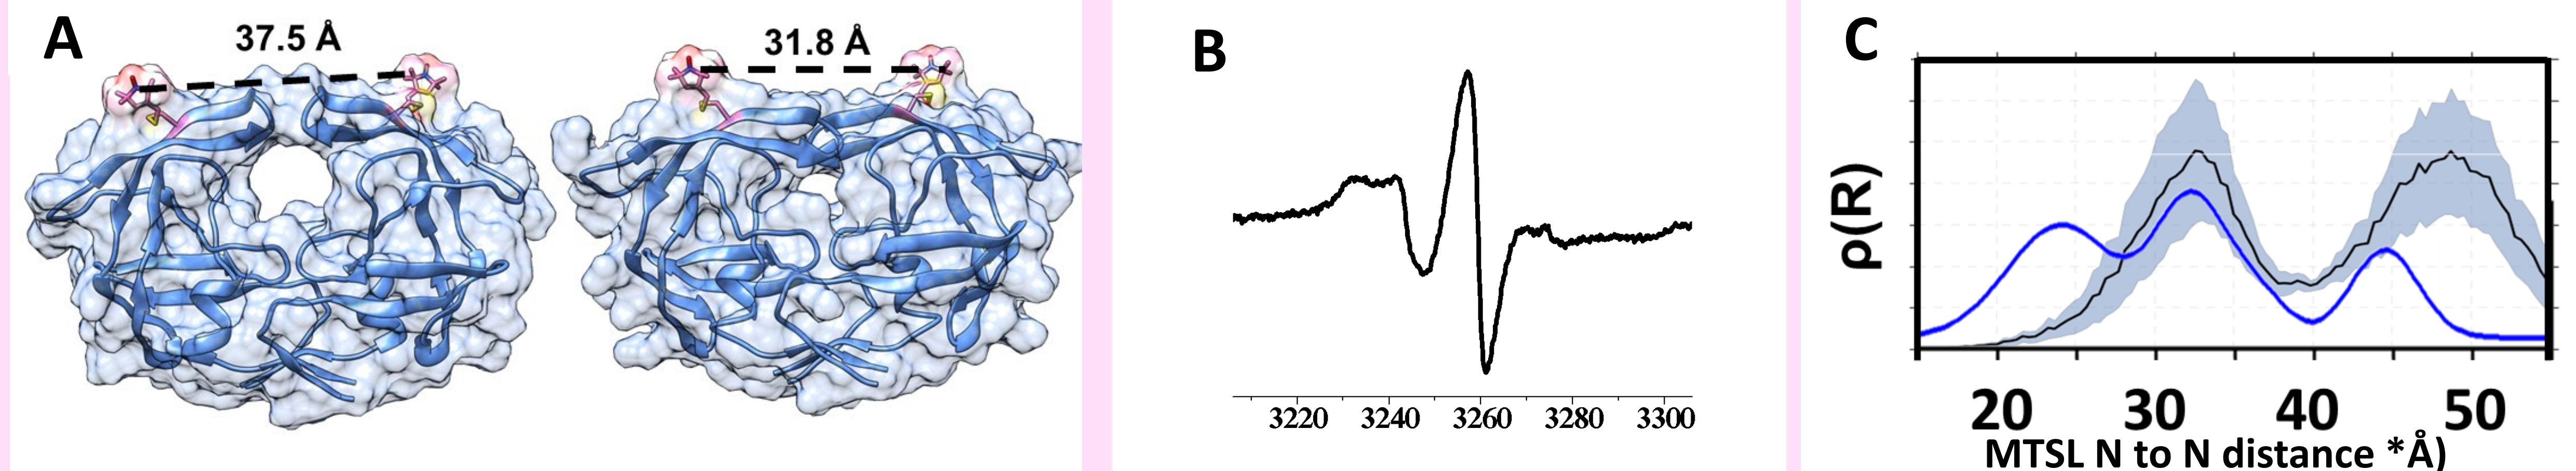 A
37.5 Å
31.8 Å
B
3220 3240 3260 3280 3300
C
ρ(R)
20 30 40 50
MTSL N to N distance *Å)